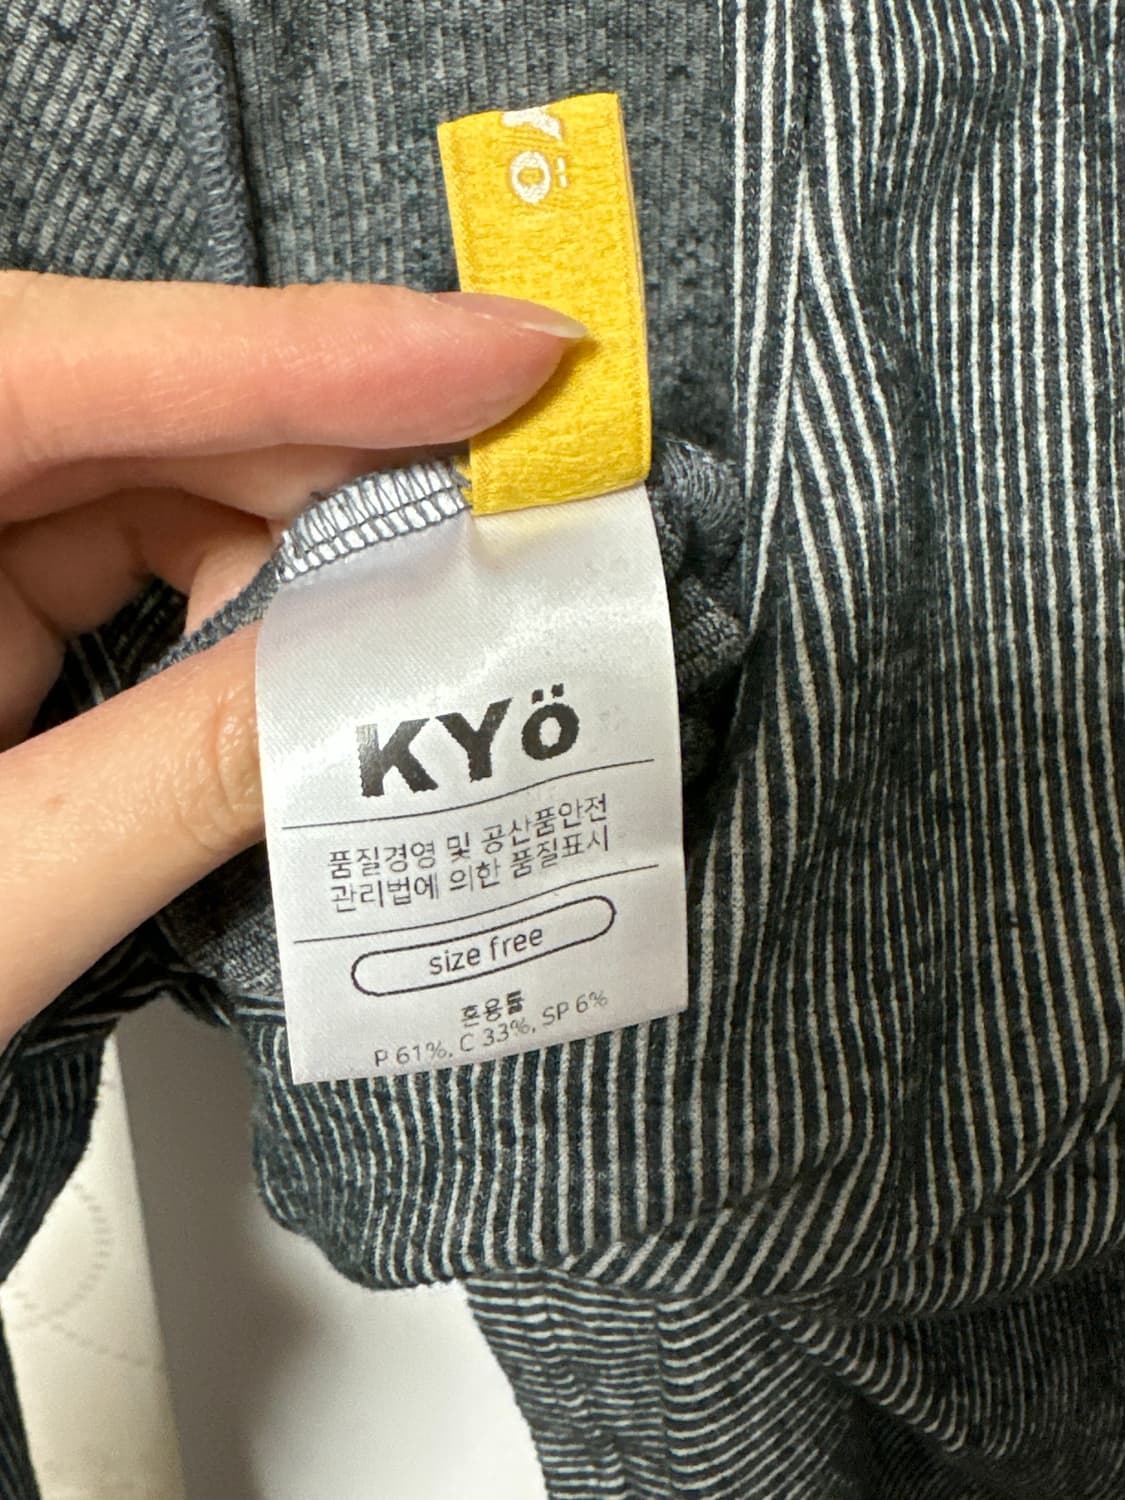 ö
KYö
품질경영 및 공산품안전
관리법에 의한 품질표시
size free
혼용률
P 61%, C 33%, SP 6%